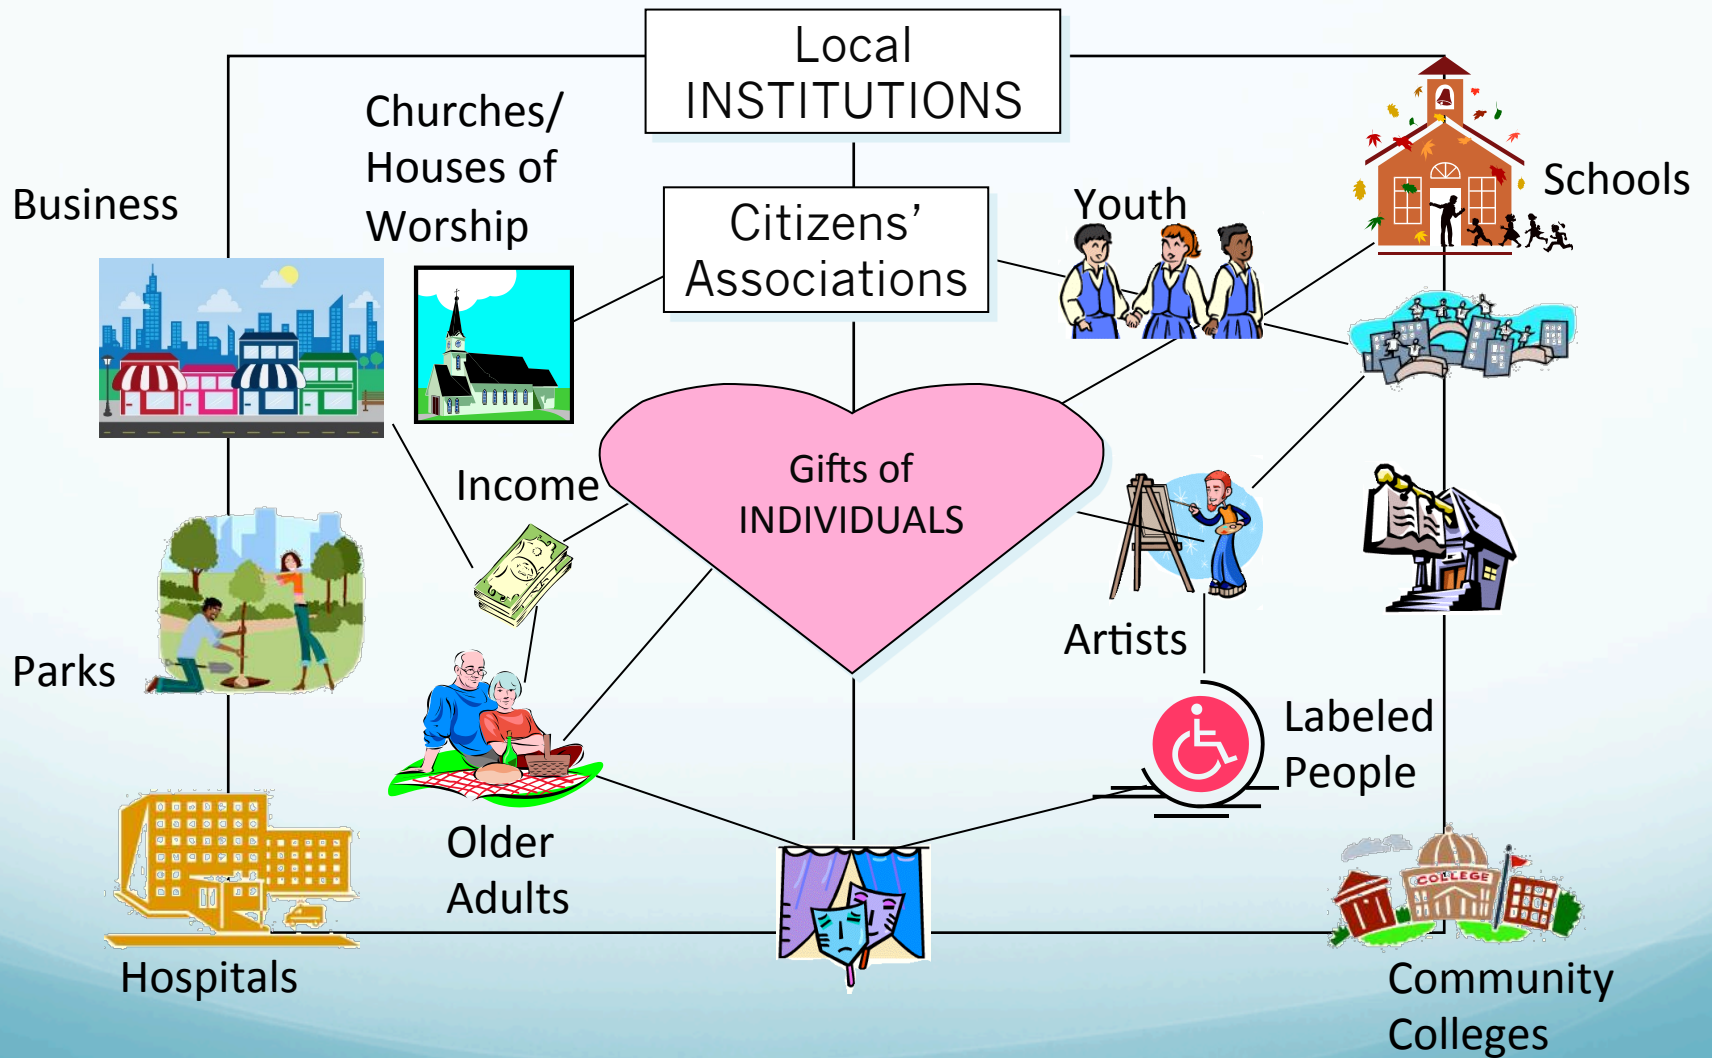 Local
INSTITUTIONS
Churches/
Houses of
Worship
Business
Citizens’
Associations
Youth
Schools
Income
Gifts of
INDIVIDUALS
Artists
Parks
Labeled
People
Older
Adults
COLLEGE
Hospitals
Community
Colleges